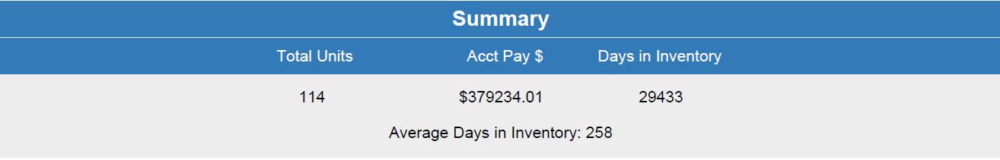 Summary
Total Units Acct Pay $ Days in Inventory
114 $379234.01 29433
Average Days in Inventory: 258